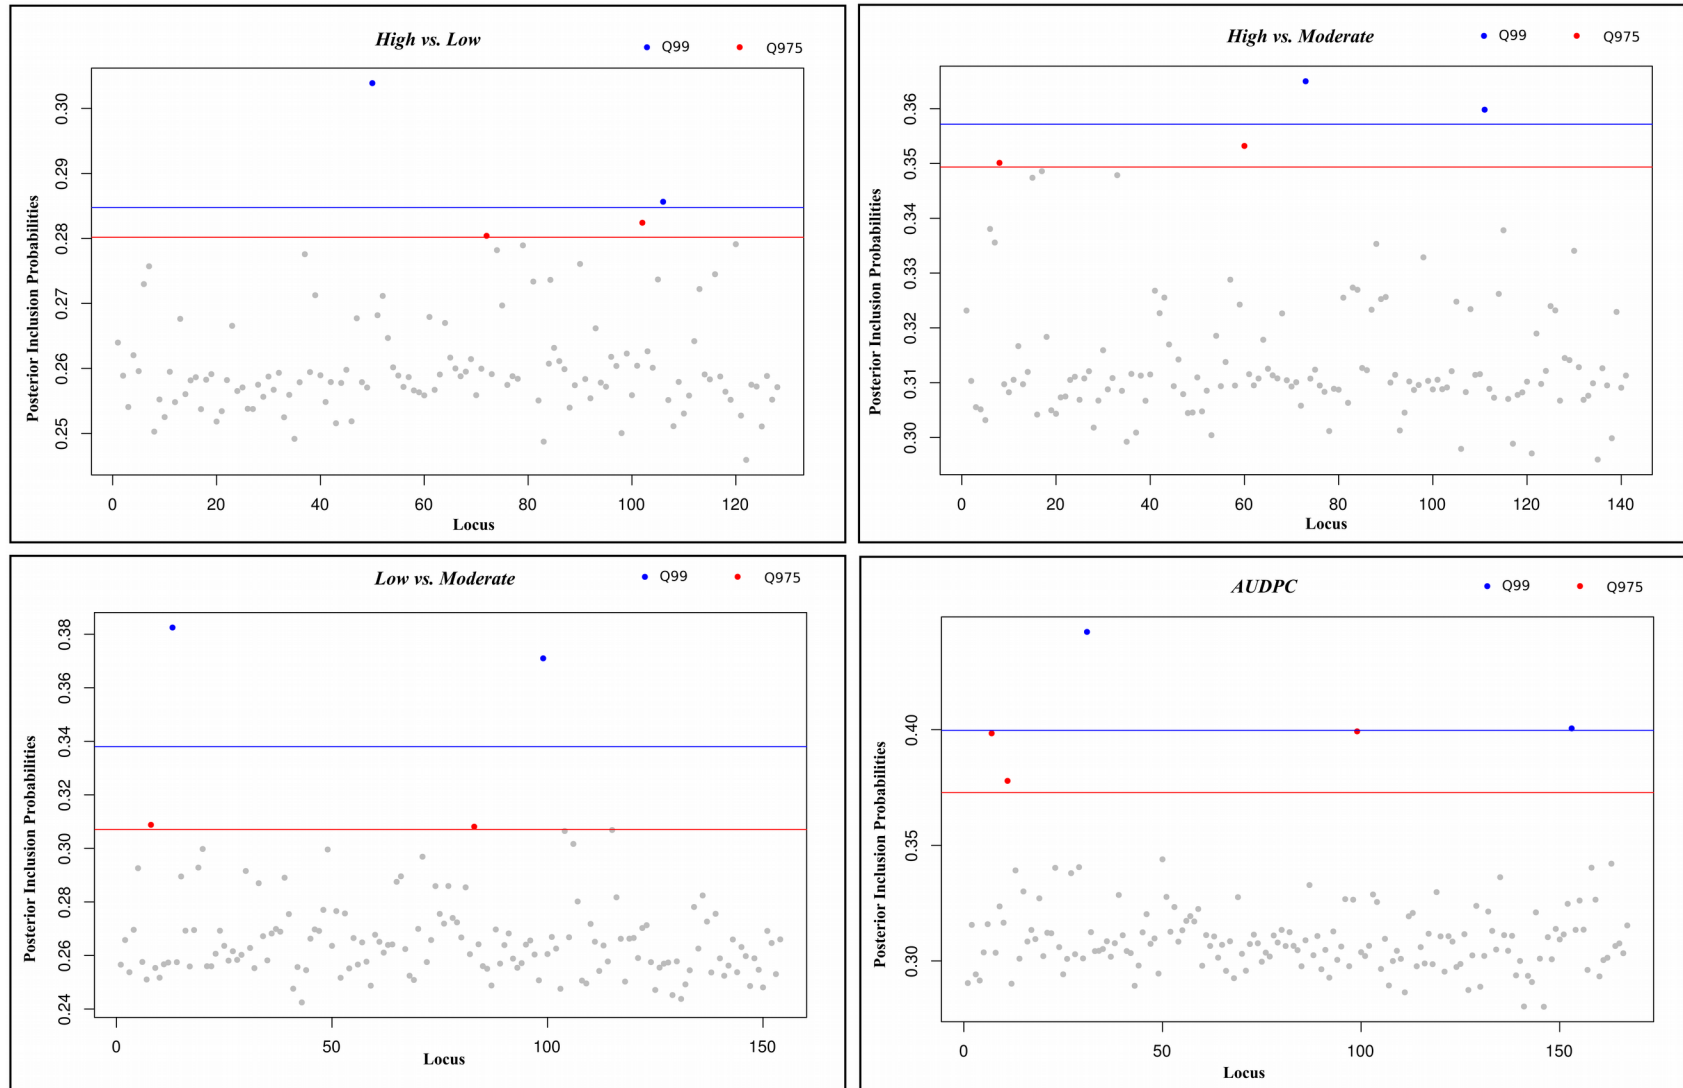 High vs. Low
Q99
Q975
Posterior Inclusion Probabilities
0.30
0.29
0.28
0.27
0.26
0.25
0 20 40 60 80 100 120
Locus
High vs. Moderate
Q99
Q975
Posterior Inclusion Probabilities
0.36
0.35
0.34
0.33
0.32
0.31
0.30
0 20 40 60 80 100 120 140
Locus
Low vs. Moderate
Q99
Q975
Posterior Inclusion Probabilities
0.38
0.36
0.34
0.32
0.30
0.28
0.26
0.24
0 50 100 150
Locus
AUDPC
Q99
Q975
Posterior Inclusion Probabilities
0.40
0.35
0.30
0 50 100 150
Locus